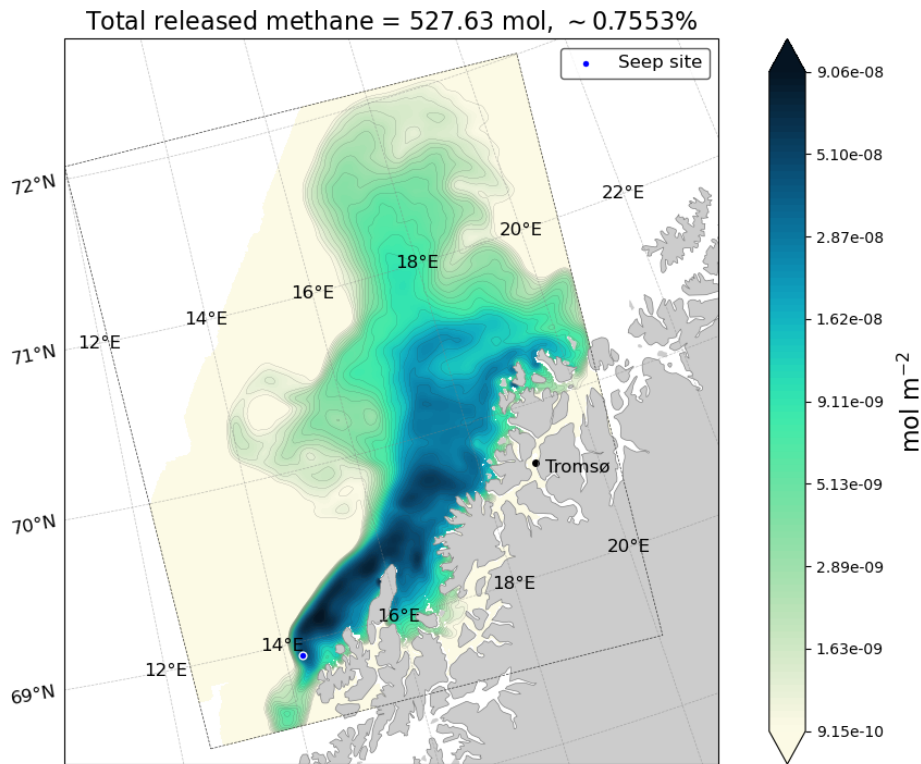 Total released methane = 527.63 mol, ~0.7553%
Seep site
72°N
71°N
70°N
69°N
22°E
20°E
18°E
16°E
14°E
12°E
Tromsø
20°E
18°E
16°E
14°E
12°E
9.06e-08
5.10e-08
2.87e-08
1.62e-08
9.11e-09
5.13e-09
2.89e-09
1.63e-09
9.15e-10
mol m⁻²